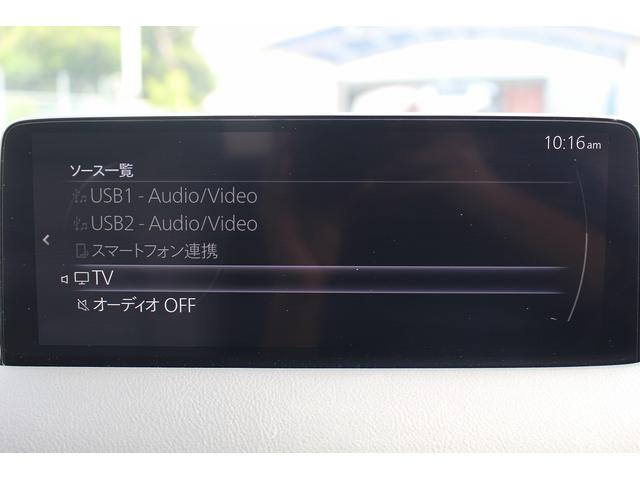 10:16am
ソース一覧
USB1 - Audio/Video
USB2 - Audio/Video
スマートフォン連携
TV
オーディオ OFF